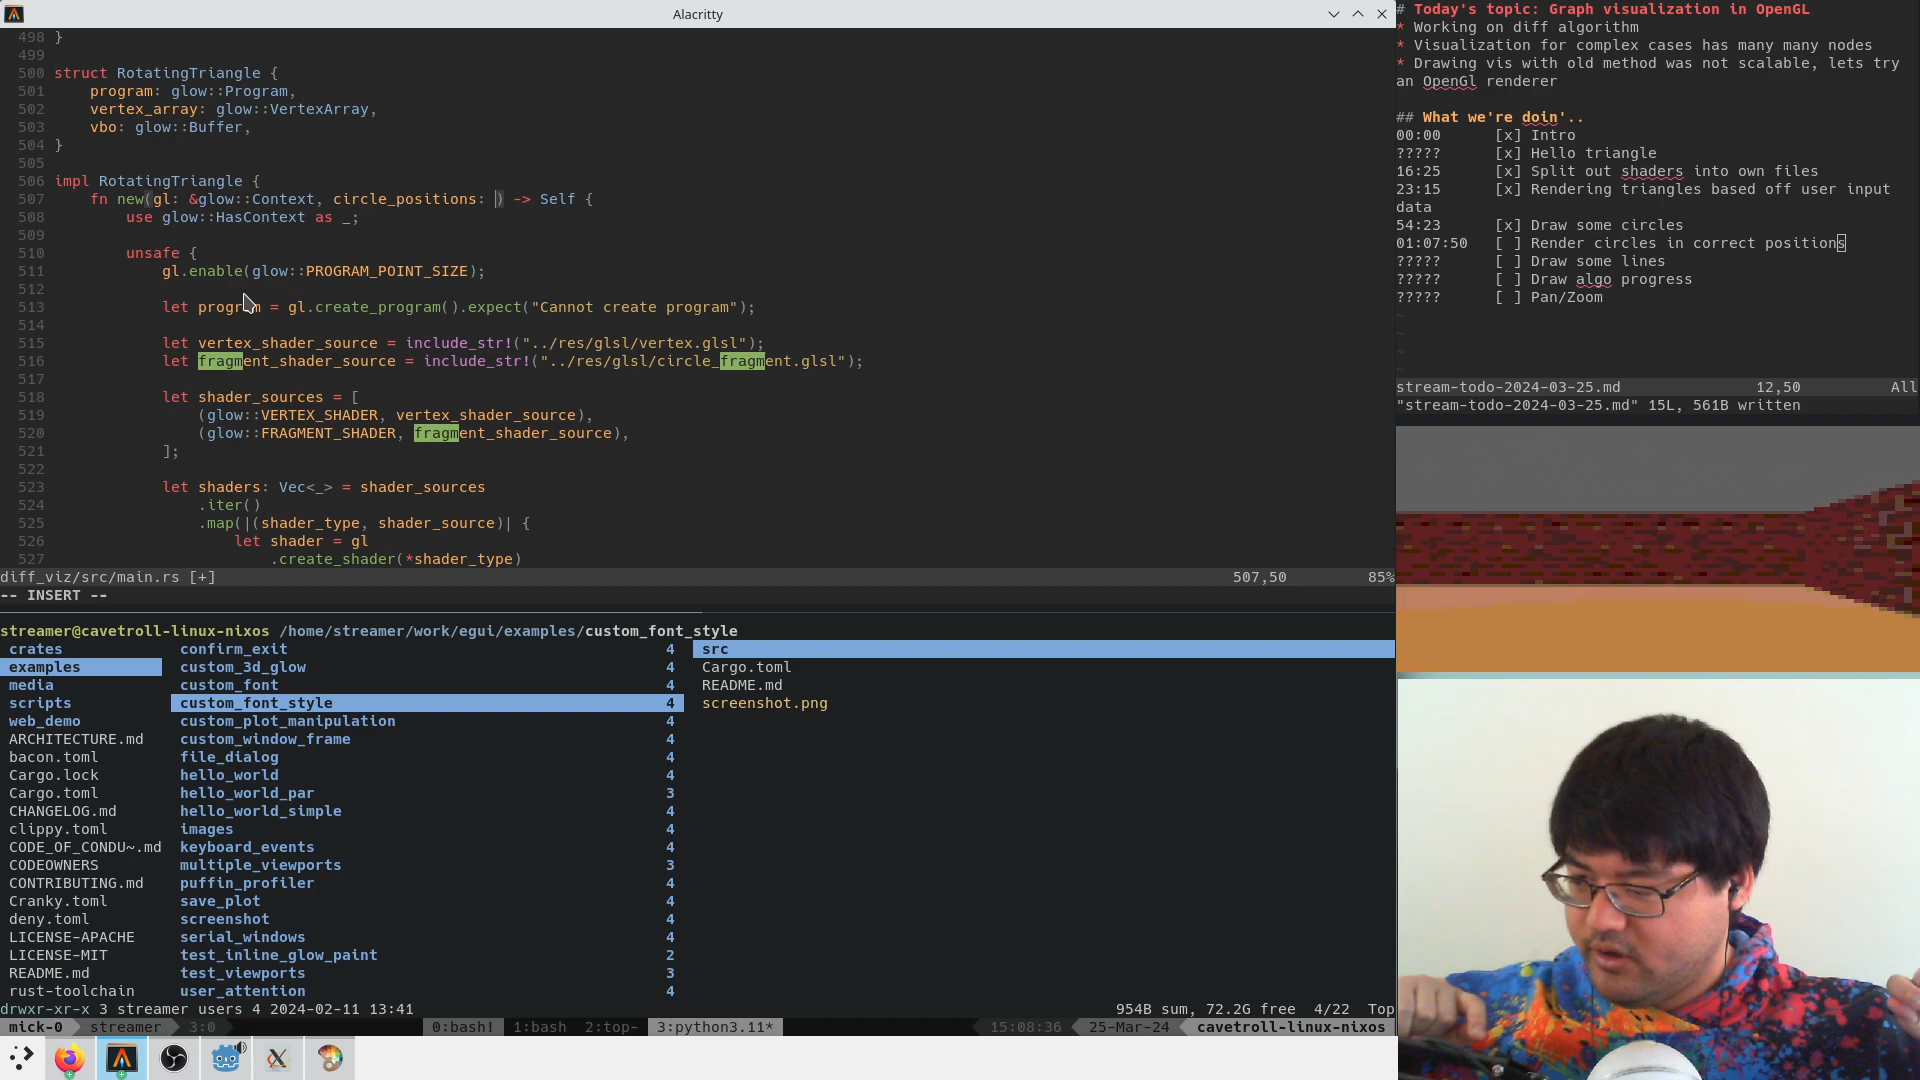 Alacritty
498 }
499
500 struct RotatingTriangle {
501     program: glow::Program,
502     vertex_array: glow::VertexArray,
503     vbo: glow::Buffer,
504 }
505
506 impl RotatingTriangle {
507     fn new(gl: &glow::Context, circle_positions: ) -> Self {
508         use glow::HasContext as _;
509
510         unsafe {
511             gl.enable(glow::PROGRAM_POINT_SIZE);
512
513             let program = gl.create_program().expect("Cannot create program");
514
515             let vertex_shader_source = include_str!("../res/glsl/vertex.glsl");
516             let fragment_shader_source = include_str!("../res/glsl/circle_fragment.glsl");
517
518             let shader_sources = [
519                 (glow::VERTEX_SHADER, vertex_shader_source),
520                 (glow::FRAGMENT_SHADER, fragment_shader_source),
521             ];
522
523             let shaders: Vec<_> = shader_sources
524                 .iter()
525                 .map(|(shader_type, shader_source)| {
526                     let shader = gl
527                         .create_shader(*shader_type)
diff_viz/src/main.rs [+] 507,50 85%
-- INSERT --
streamer@cavetroll-linux-nixos /home/streamer/work/egui/examples/custom_font_style
crates confirm_exit 4 src
examples custom_3d_glow 4 Cargo.toml
media custom_font 4 README.md
scripts custom_font_style 4 screenshot.png
web_demo custom_plot_manipulation 4
ARCHITECTURE.md custom_window_frame 4
bacon.toml file_dialog 4
Cargo.lock hello_world 4
Cargo.toml hello_world_par 3
CHANGELOG.md hello_world_simple 4
clippy.toml images 4
CODE_OF_CONDU~.md keyboard_events 4
CODEOWNERS multiple_viewports 3
CONTRIBUTING.md puffin_profiler 4
Cranky.toml save_plot 4
deny.toml screenshot 4
LICENSE-APACHE serial_windows 4
LICENSE-MIT test_inline_glow_paint 2
README.md test_viewports 3
rust-toolchain user_attention 4
drwxr-xr-x 3 streamer users 4 2024-02-11 13:41 954B sum, 72.2G free 4/22 Top
mick-0 streamer 3:0 0:bash! 1:bash 2:top- 3:python3.11* 15:08:36 25-Mar-24 cavetroll-linux-nixos
# Today's topic: Graph visualization in OpenGL
* Working on diff algorithm
* Visualization for complex cases has many many nodes
* Drawing vis with old method was not scalable, lets try
an OpenGl renderer
## What we're doin'..
00:00 [x] Intro
????? [x] Hello triangle
16:25 [x] Split out shaders into own files
23:15 [x] Rendering triangles based off user input
data
54:23 [x] Draw some circles
01:07:50 [ ] Render circles in correct positions
????? [ ] Draw some lines
????? [ ] Draw algo progress
????? [ ] Pan/Zoom
~
~
~
~
stream-todo-2024-03-25.md 12,50 All
"stream-todo-2024-03-25.md" 15L, 561B written